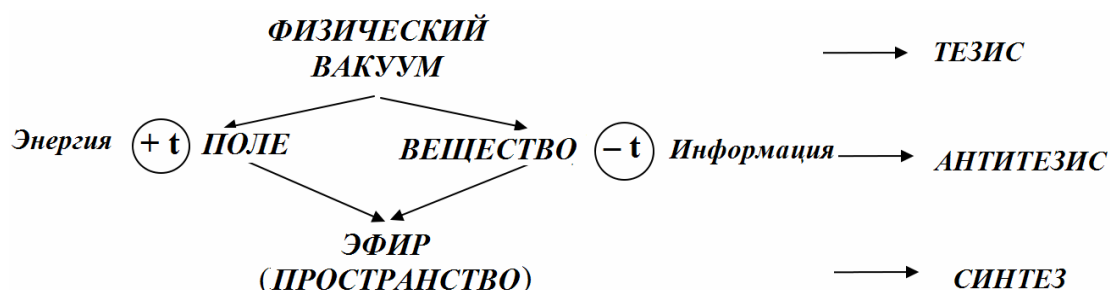 ФИЗИЧЕСКИЙ
ВАКУУМ
ТЕЗИС
Энергия + t ПОЛЕ ВЕЩЕСТВО – t Информация
АНТИТЕЗИС
ЭФИР
(ПРОСТРАНСТВО)
СИНТЕЗ